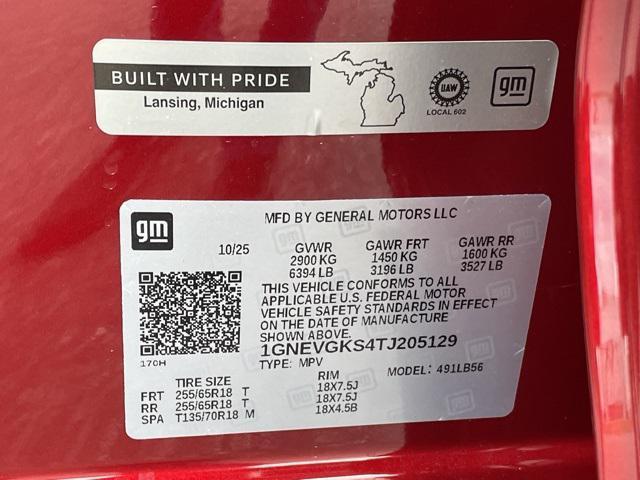 BUILT WITH PRIDE
Lansing, Michigan
UAW
LOCAL 602
gm
gm
MFD BY GENERAL MOTORS LLC
10/25 GVWR GAWR FRT GAWR RR
2900 KG 1450 KG 1600 KG
6394 LB 3196 LB 3527 LB
THIS VEHICLE CONFORMS TO ALL
APPLICABLE U.S. FEDERAL MOTOR
VEHICLE SAFETY STANDARDS IN EFFECT
ON THE DATE OF MANUFACTURE
SHOWN ABOVE.
1GNEVGKS4TJ205129
170H
TYPE: MPV MODEL: 491LB56
TIRE SIZE RIM
FRT 255/65R18 T 18X7.5J
RR 255/65R18 T 18X7.5J
SPA T135/70R18 M 18X4.5B